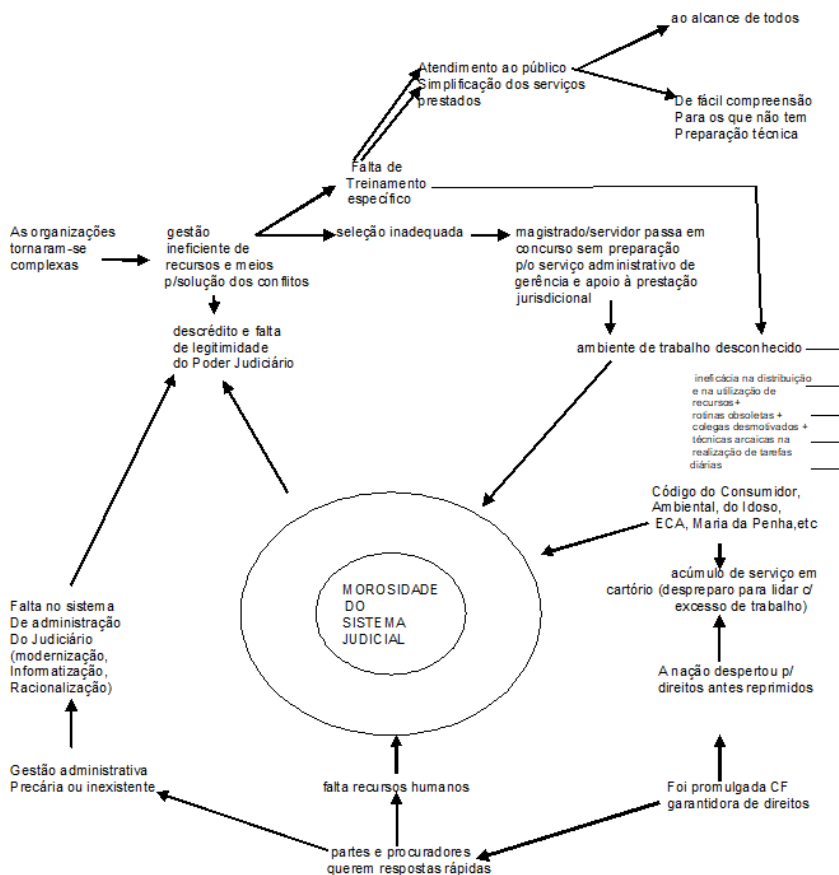 ao alcance de todos
Atendimento ao público
Simplificação dos serviços
prestados
De fácil compreensão
Para os que não tem
Preparação técnica
Falta de
Treinamento
específico
As organizações
tornaram-se
complexas
gestão
ineficiente de
recursos e meios
p/solução dos conflitos
seleção inadequada
magistrado/servidor passa em
concurso sem preparação
p/o serviço administrativo de
gerência e apoio à prestação
jurisdicional
descrédito e falta
de legitimidade
do Poder Judiciário
ambiente de trabalho desconhecido
ineficácia na distribuição
e na utilização de
recursos+
rotinas obsoletas +
colegas desmotivados +
técnicas arcaicas na
realização de tarefas
diárias
Código do Consumidor,
Ambiental, do Idoso,
ECA, Maria da Penha,etc
MOROSIDADE
DO
SISTEMA
JUDICIAL
acúmulo de serviço em
cartório (despreparo para lidar c/
excesso de trabalho)
Falta no sistema
De administração
Do Judiciário
(modernização,
Informatização,
Racionalização)
A nação despertou p/
direitos antes reprimidos
Gestão administrativa
Precária ou inexistente
falta recursos humanos
Foi promulgada CF
garantidora de direitos
partes e procuradores
querem respostas rápidas